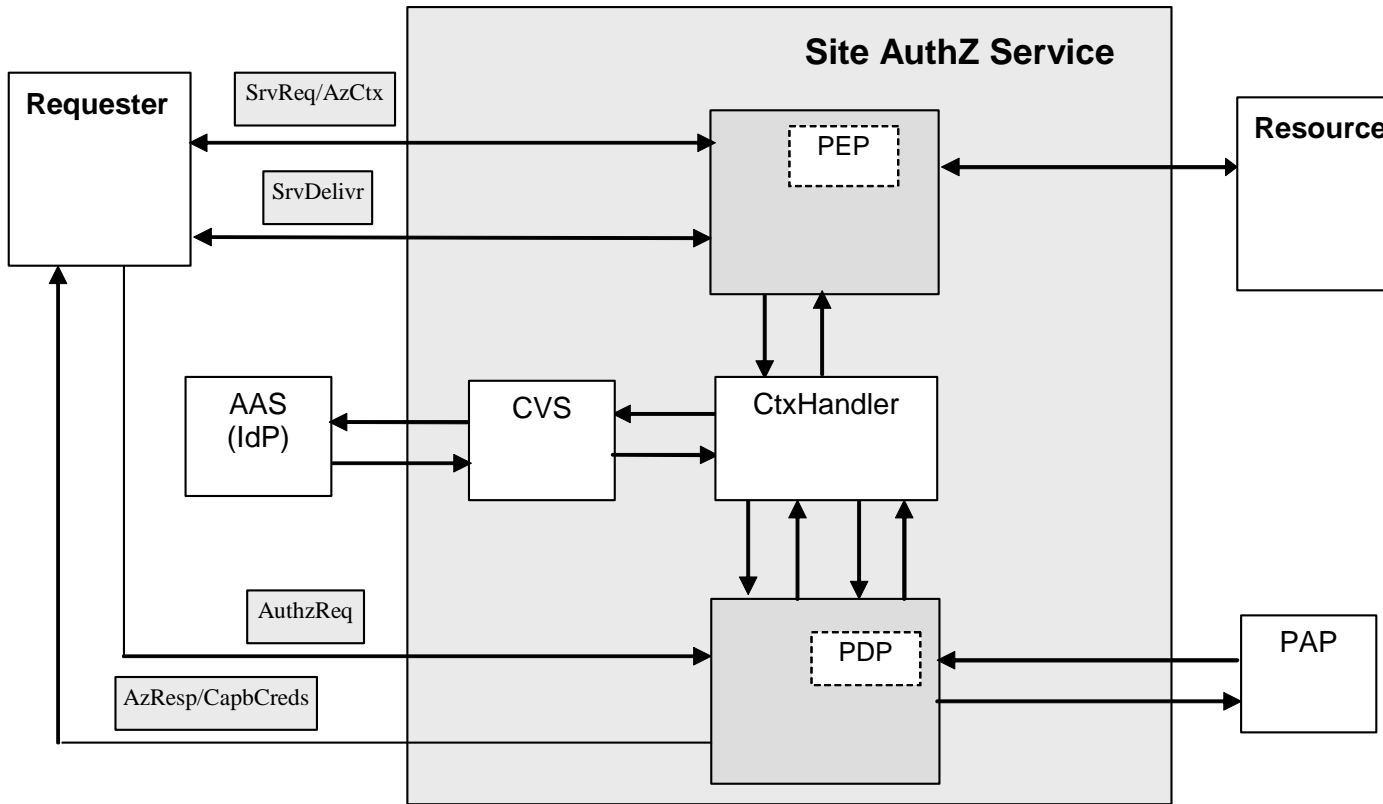 Site AuthZ Service
Requester
SrvReq/AzCtx
PEP
Resource
SrvDelivr
AAS
(IdP)
CVS
CtxHandler
AuthzReq
PDP
PAP
AzResp/CapbCreds